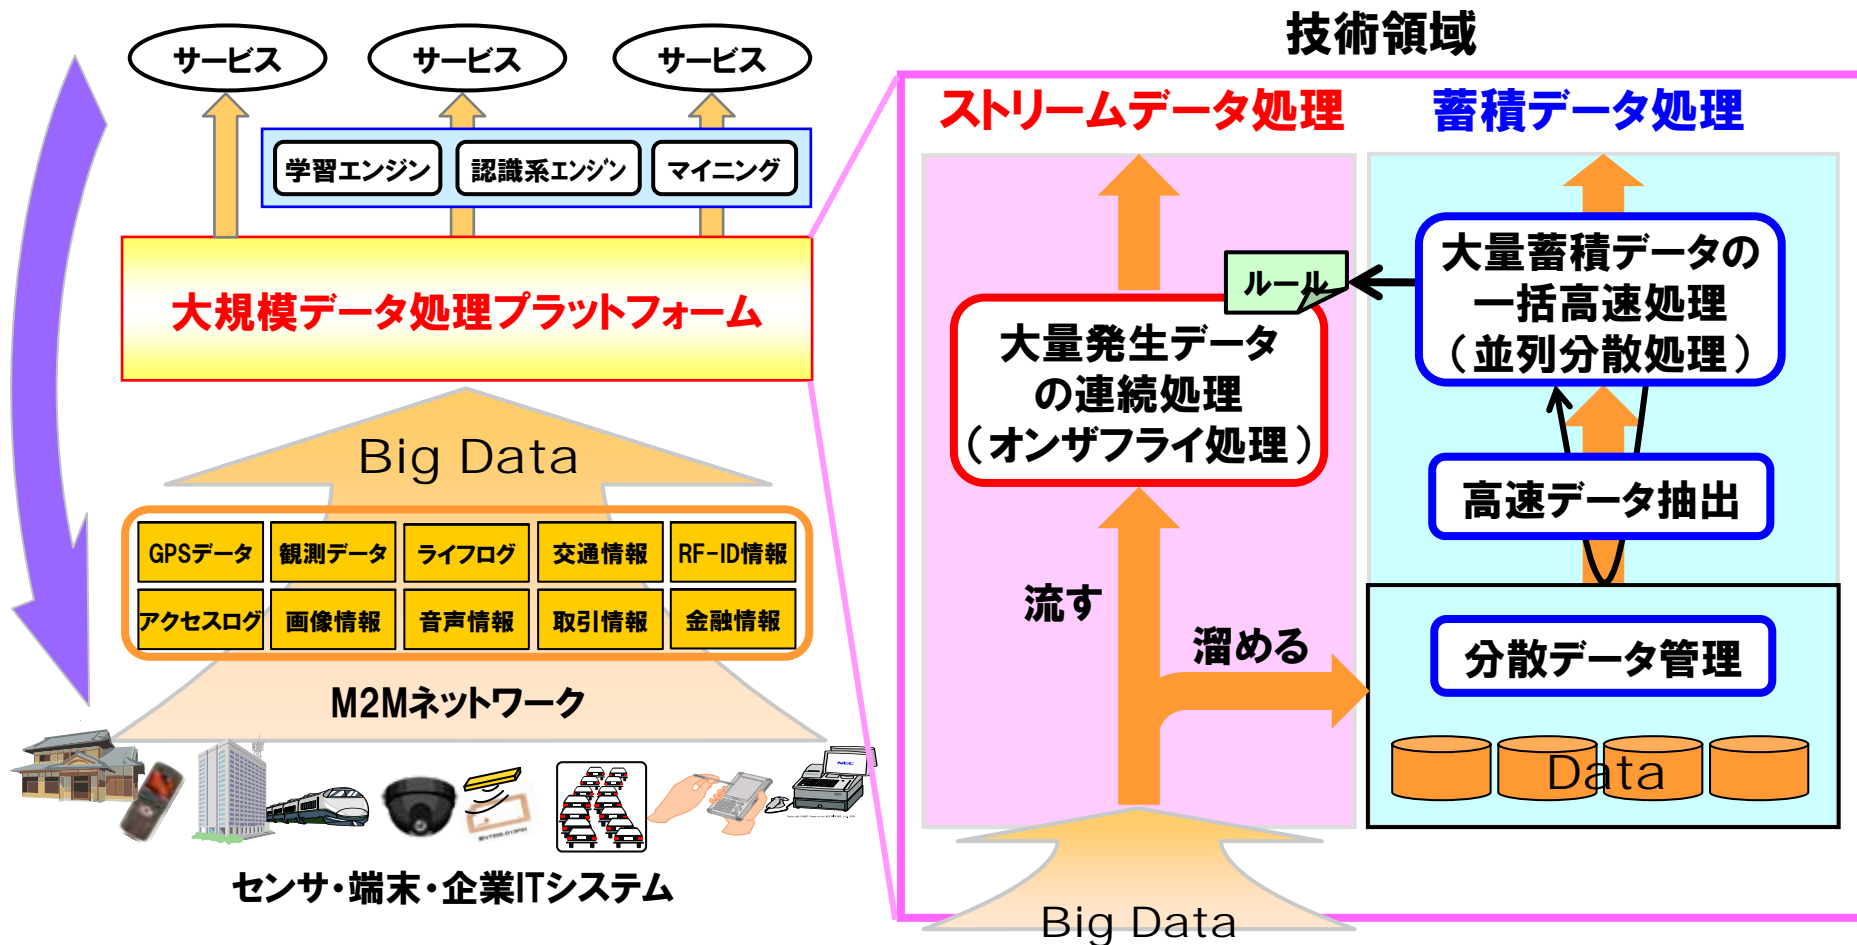 サービス
サービス
サービス
学習エンジン
認識系エンジン
マイニング
大規模データ処理プラットフォーム
Big Data
GPSデータ
観測データ
ライフログ
交通情報
RF-ID情報
アクセスログ
画像情報
音声情報
取引情報
金融情報
M2Mネットワーク
NEC
センサ・端末・企業ITシステム
技術領域
ストリームデータ処理
蓄積データ処理
ルール
大量発生データ
の連続処理
（オンザフライ処理）
大量蓄積データの
一括高速処理
（並列分散処理）
高速データ抽出
流す
溜める
分散データ管理
Data
Big Data